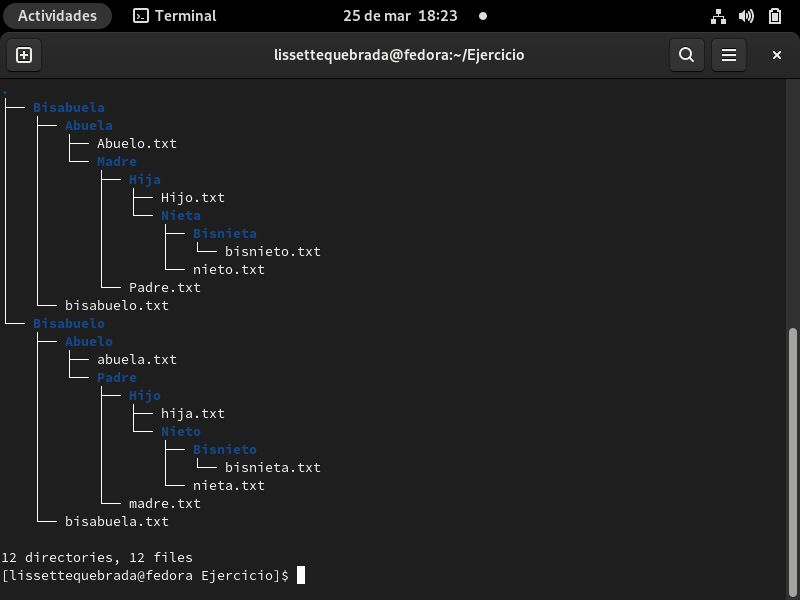 Actividades Terminal 25 de mar 18:23
lissettequebrada@fedora:~/Ejercicio
.
├── Bisabuela
│   ├── Abuela
│   │   ├── Abuelo.txt
│   │   └── Madre
│   │       ├── Hija
│   │       │   ├── Hijo.txt
│   │       │   └── Nieta
│   │       │       ├── Bisnieta
│   │       │       │   └── bisnieto.txt
│   │       │       └── nieto.txt
│   │       └── Padre.txt
│   └── bisabuelo.txt
└── Bisabuelo
    ├── Abuelo
    │   ├── abuela.txt
    │   └── Padre
    │       ├── Hijo
    │       │   ├── hija.txt
    │       │   └── Nieto
    │       │       ├── Bisnieto
    │       │       │   └── bisnieta.txt
    │       │       └── nieta.txt
    │       └── madre.txt
    └── bisabuela.txt
12 directories, 12 files
[lissettequebrada@fedora Ejercicio]$